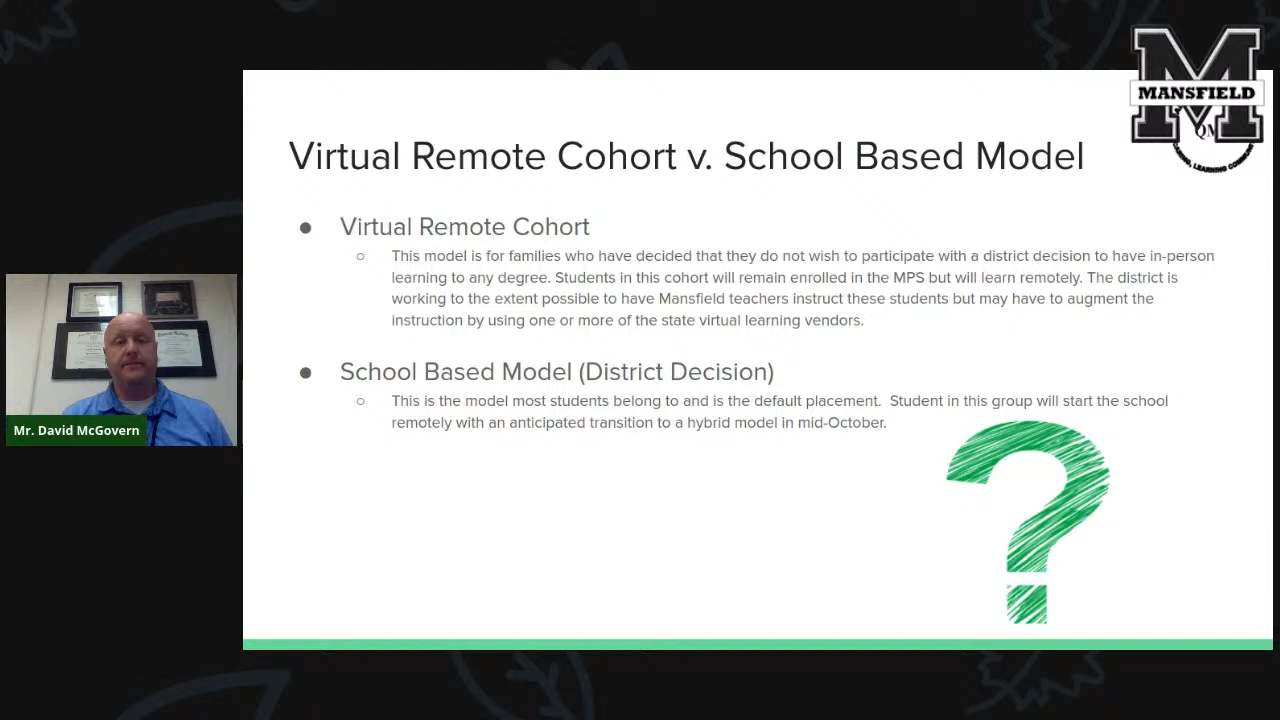 MANSFIELD
QM
Virtual Remote Cohort v. School Based Model
● Virtual Remote Cohort
○ This model is for families who have decided that they do not wish to participate with a district decision to have in-person
learning to any degree. Students in this cohort will remain enrolled in the MPS but will learn remotely. The district is
working to the extent possible to have Mansfield teachers instruct these students but may have to augment the
instruction by using one or more of the state virtual learning vendors.
● School Based Model (District Decision)
○ This is the model most students belong to and is the default placement. Student in this group will start the school
remotely with an anticipated transition to a hybrid model in mid-October.
?
Mr. David McGovern